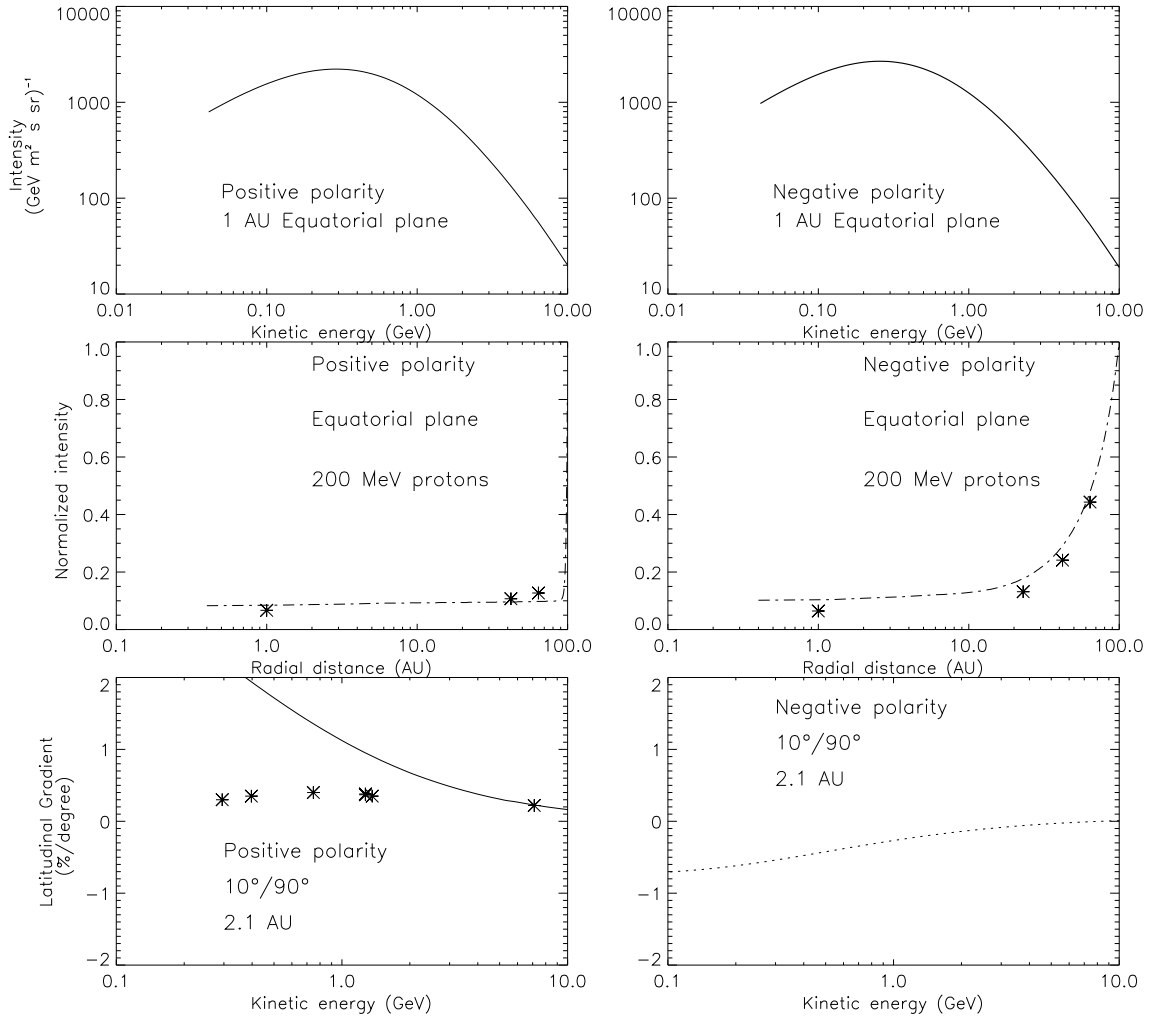 10000
1000
100
10
Intensity
(GeV m² s sr)⁻¹
Positive polarity
1 AU Equatorial plane
0.01 0.10 1.00 10.00
Kinetic energy (GeV)
10000
1000
100
10
Negative polarity
1 AU Equatorial plane
0.01 0.10 1.00 10.00
Kinetic energy (GeV)
1.0
0.8
0.6
0.4
0.2
0.0
Normalized intensity
Positive polarity
Equatorial plane
200 MeV protons
0.1 1.0 10.0 100.0
Radial distance (AU)
1.0
0.8
0.6
0.4
0.2
0.0
Negative polarity
Equatorial plane
200 MeV protons
0.1 1.0 10.0 100.0
Radial distance (AU)
2
1
0
−1
−2
Latitudinal Gradient
(%/degree)
Positive polarity
10°/90°
2.1 AU
0.1 1.0 10.0
Kinetic energy (GeV)
2
1
0
−1
−2
Negative polarity
10°/90°
2.1 AU
0.1 1.0 10.0
Kinetic energy (GeV)